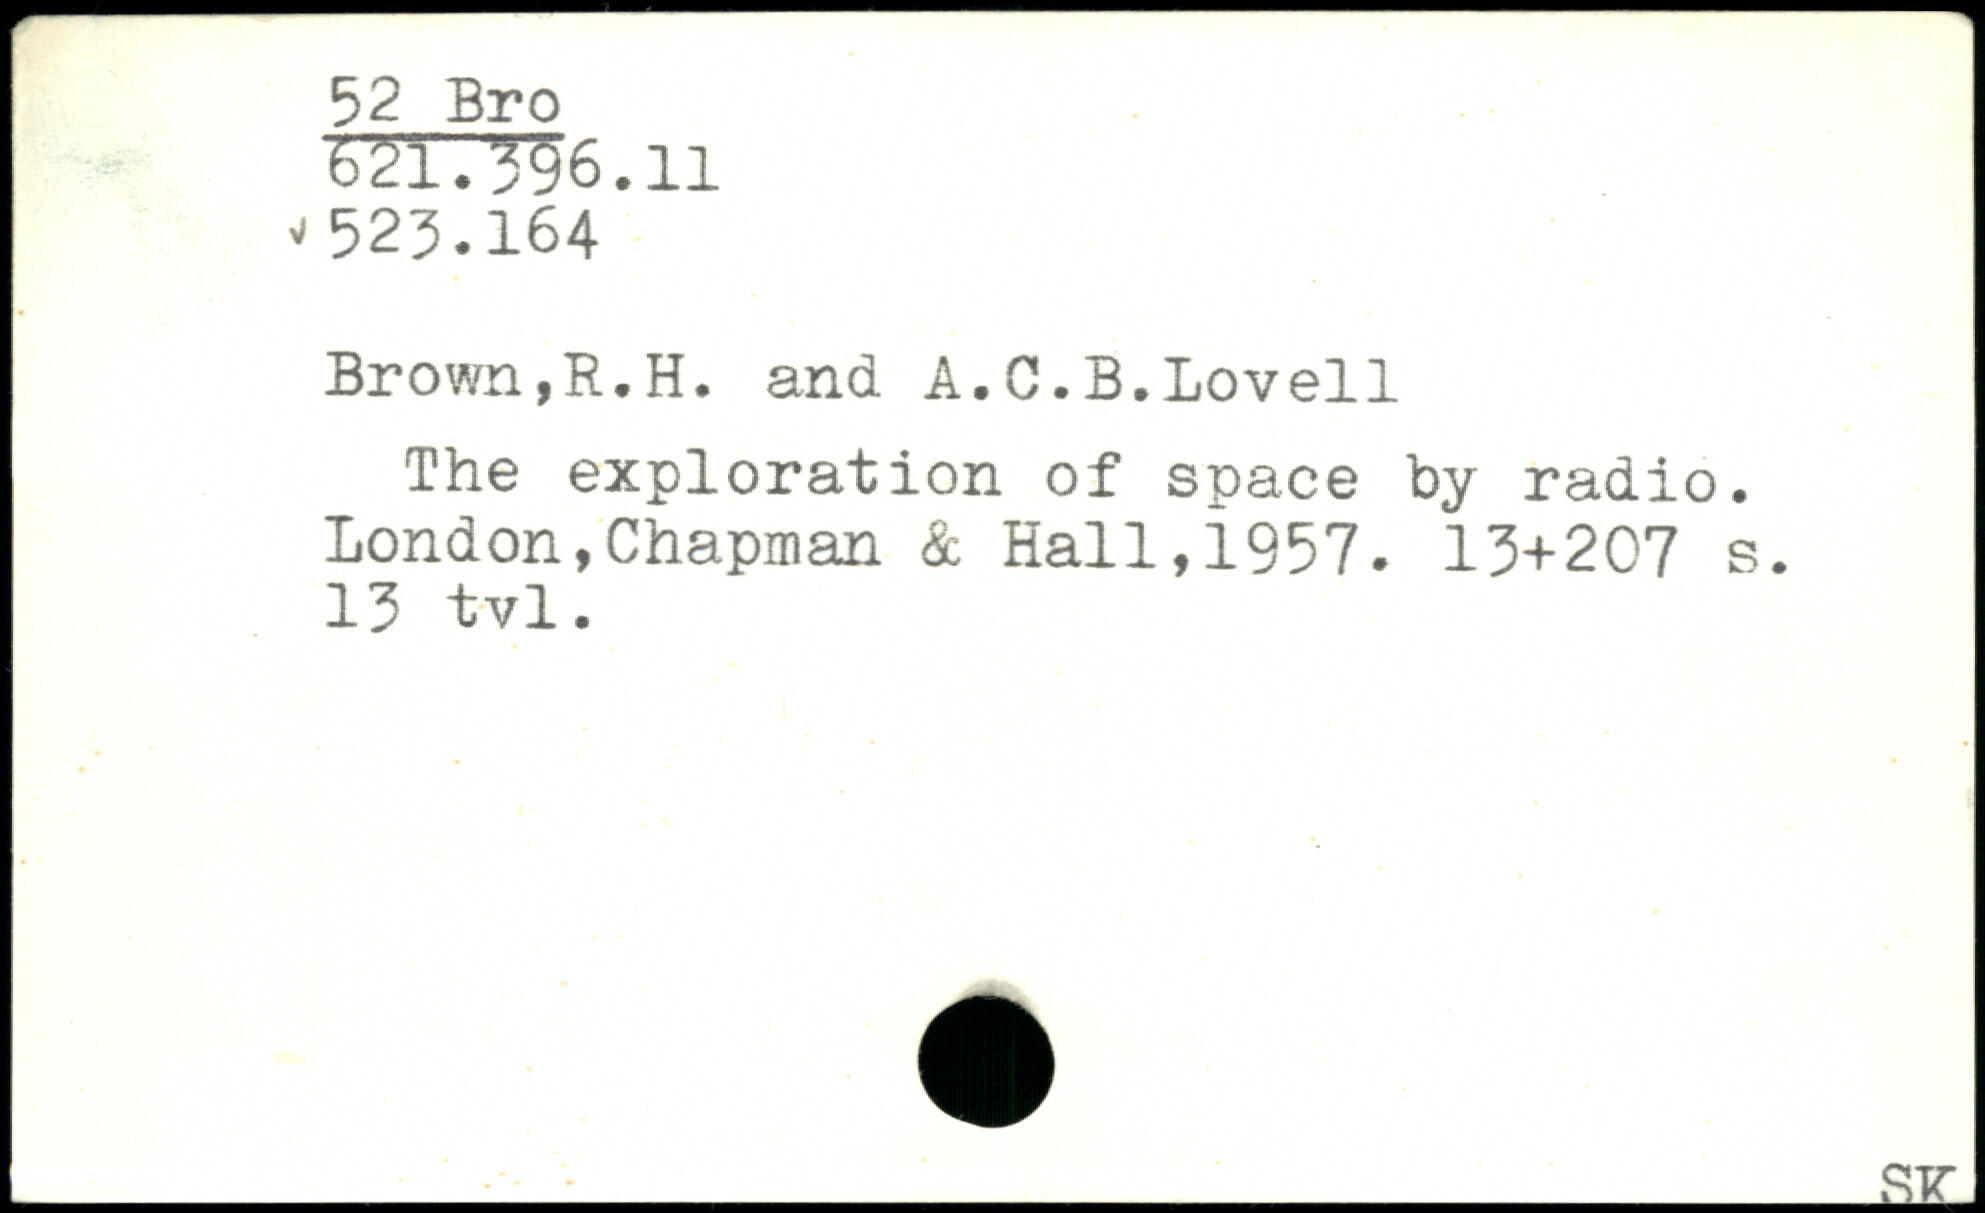 52 Bro
621.396.11
√523.164
Brown,R.H. and A.C.B.Lovell
The exploration of space by radio.
London,Chapman & Hall,1957. 13+207 s.
13 tvl.
SK